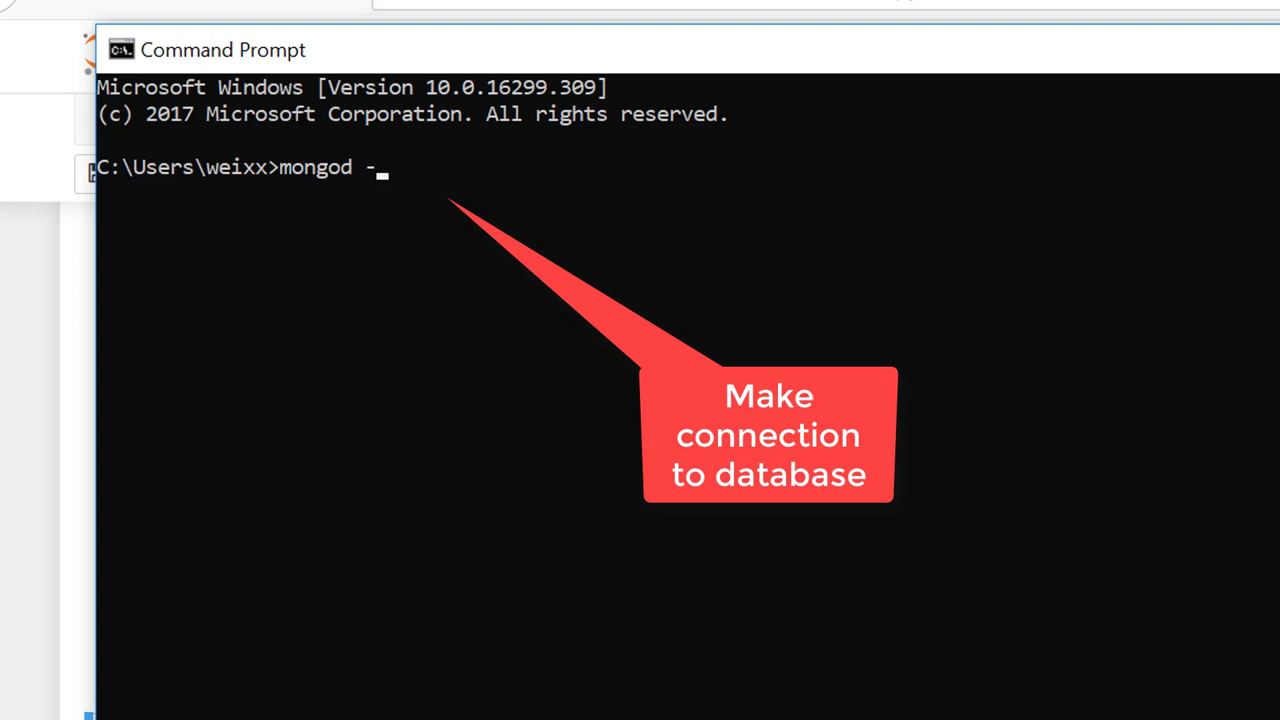 Command Prompt
Microsoft Windows [Version 10.0.16299.309]
(c) 2017 Microsoft Corporation. All rights reserved.
C:\Users\weixx>mongod -_
Make
connection
to database